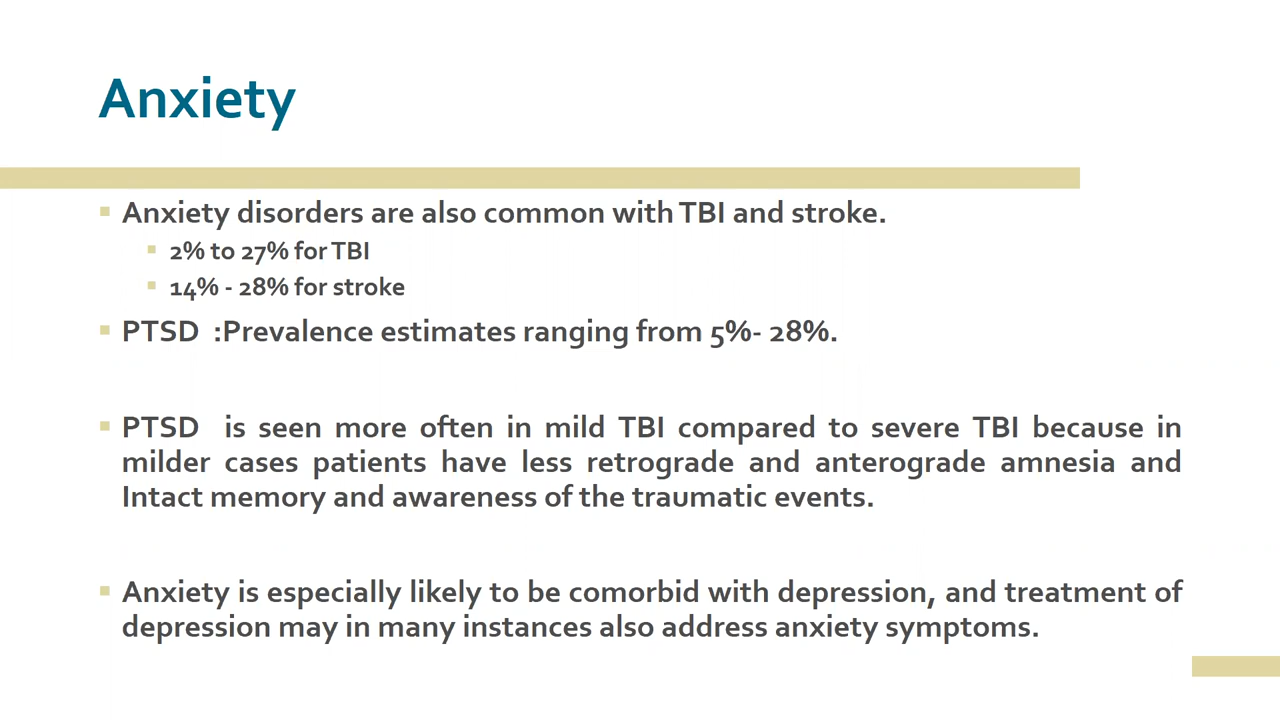 Anxiety
Anxiety disorders are also common with TBI and stroke.
2% to 27% for TBI
14% - 28% for stroke
PTSD :Prevalence estimates ranging from 5%- 28%.
PTSD is seen more often in mild TBI compared to severe TBI because in
milder cases patients have less retrograde and anterograde amnesia and
Intact memory and awareness of the traumatic events.
Anxiety is especially likely to be comorbid with depression, and treatment of
depression may in many instances also address anxiety symptoms.